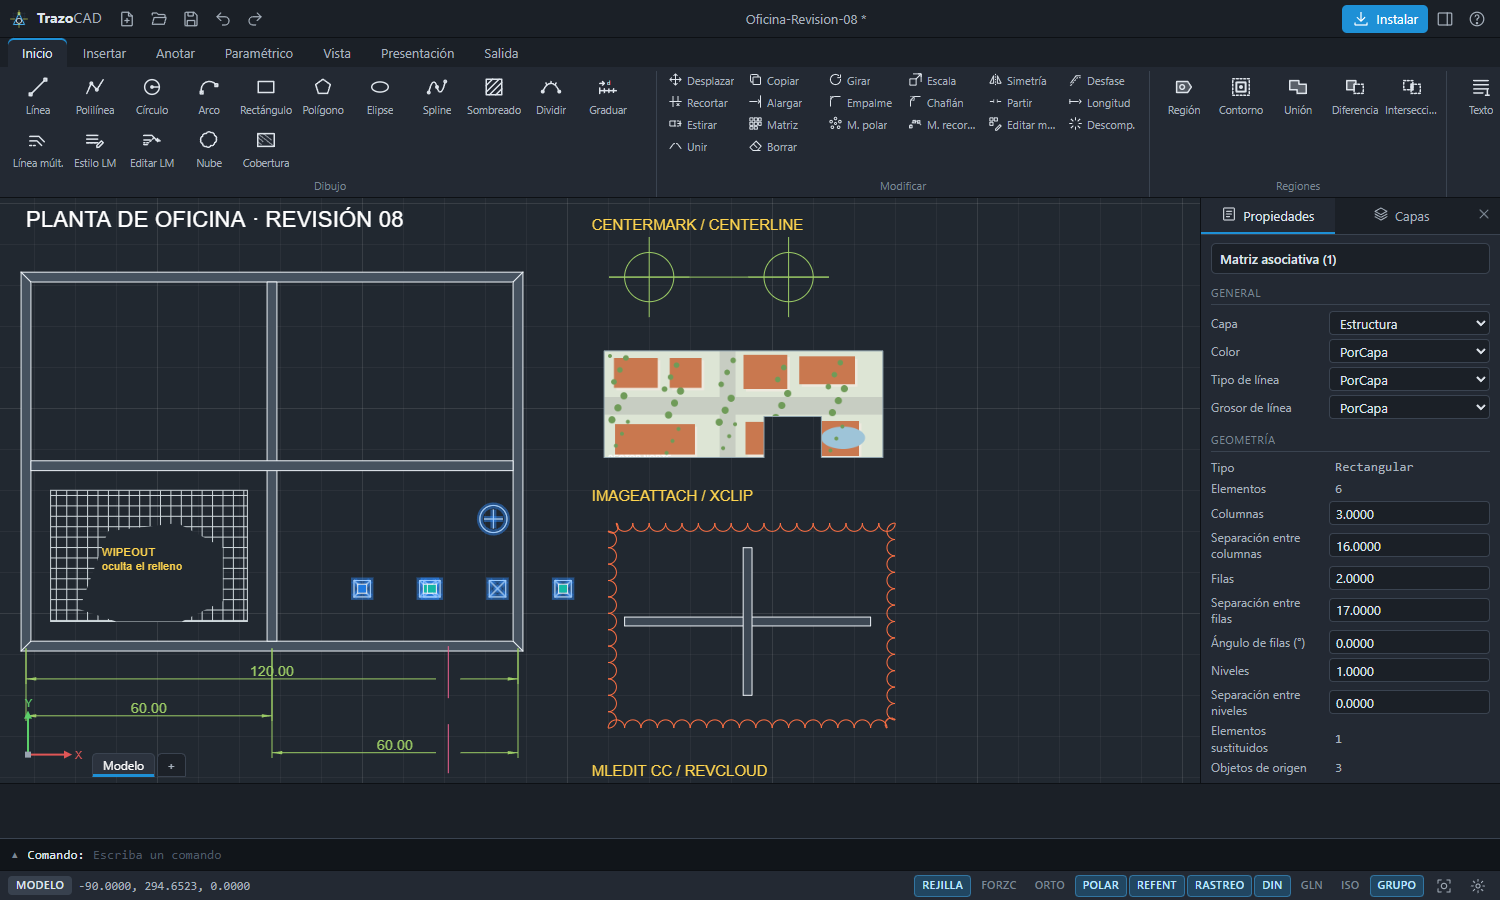 TrazoCAD
Oficina-Revision-08 *
Instalar
Inicio Insertar Anotar Paramétrico Vista Presentación Salida
Línea Polilínea Círculo Arco Rectángulo Polígono Elipse Spline Sombreado Dividir Graduar
Línea múlt. Estilo LM Editar LM Nube Cobertura
Dibujo
Desplazar Copiar Girar Escala Simetría Desfase
Recortar Alargar Empalme Chaflán Partir Longitud
Estirar Matriz M. polar M. recor... Editar m... Descomp.
Unir Borrar
Modificar
Región Contorno Unión Diferencia Intersecci...
Regiones
Texto
PLANTA DE OFICINA · REVISIÓN 08
CENTERMARK / CENTERLINE
IMAGEATTACH / XCLIP
WIPEOUT
oculta el relleno
120.00
60.00
60.00
Y
X
MLEDIT CC / REVCLOUD
Modelo +
Propiedades Capas
Matriz asociativa (1)
GENERAL
Capa Estructura
Color PorCapa
Tipo de línea PorCapa
Grosor de línea PorCapa
GEOMETRÍA
Tipo Rectangular
Elementos 6
Columnas 3.0000
Separación entre
columnas 16.0000
Filas 2.0000
Separación entre
filas 17.0000
Ángulo de filas (°) 0.0000
Niveles 1.0000
Separación entre
niveles 0.0000
Elementos
sustituidos 1
Objetos de origen 3
Comando: Escriba un comando
MODELO -90.0000, 294.6523, 0.0000
REJILLA FORZC ORTO POLAR REFENT RASTREO DIN GLN ISO GRUPO